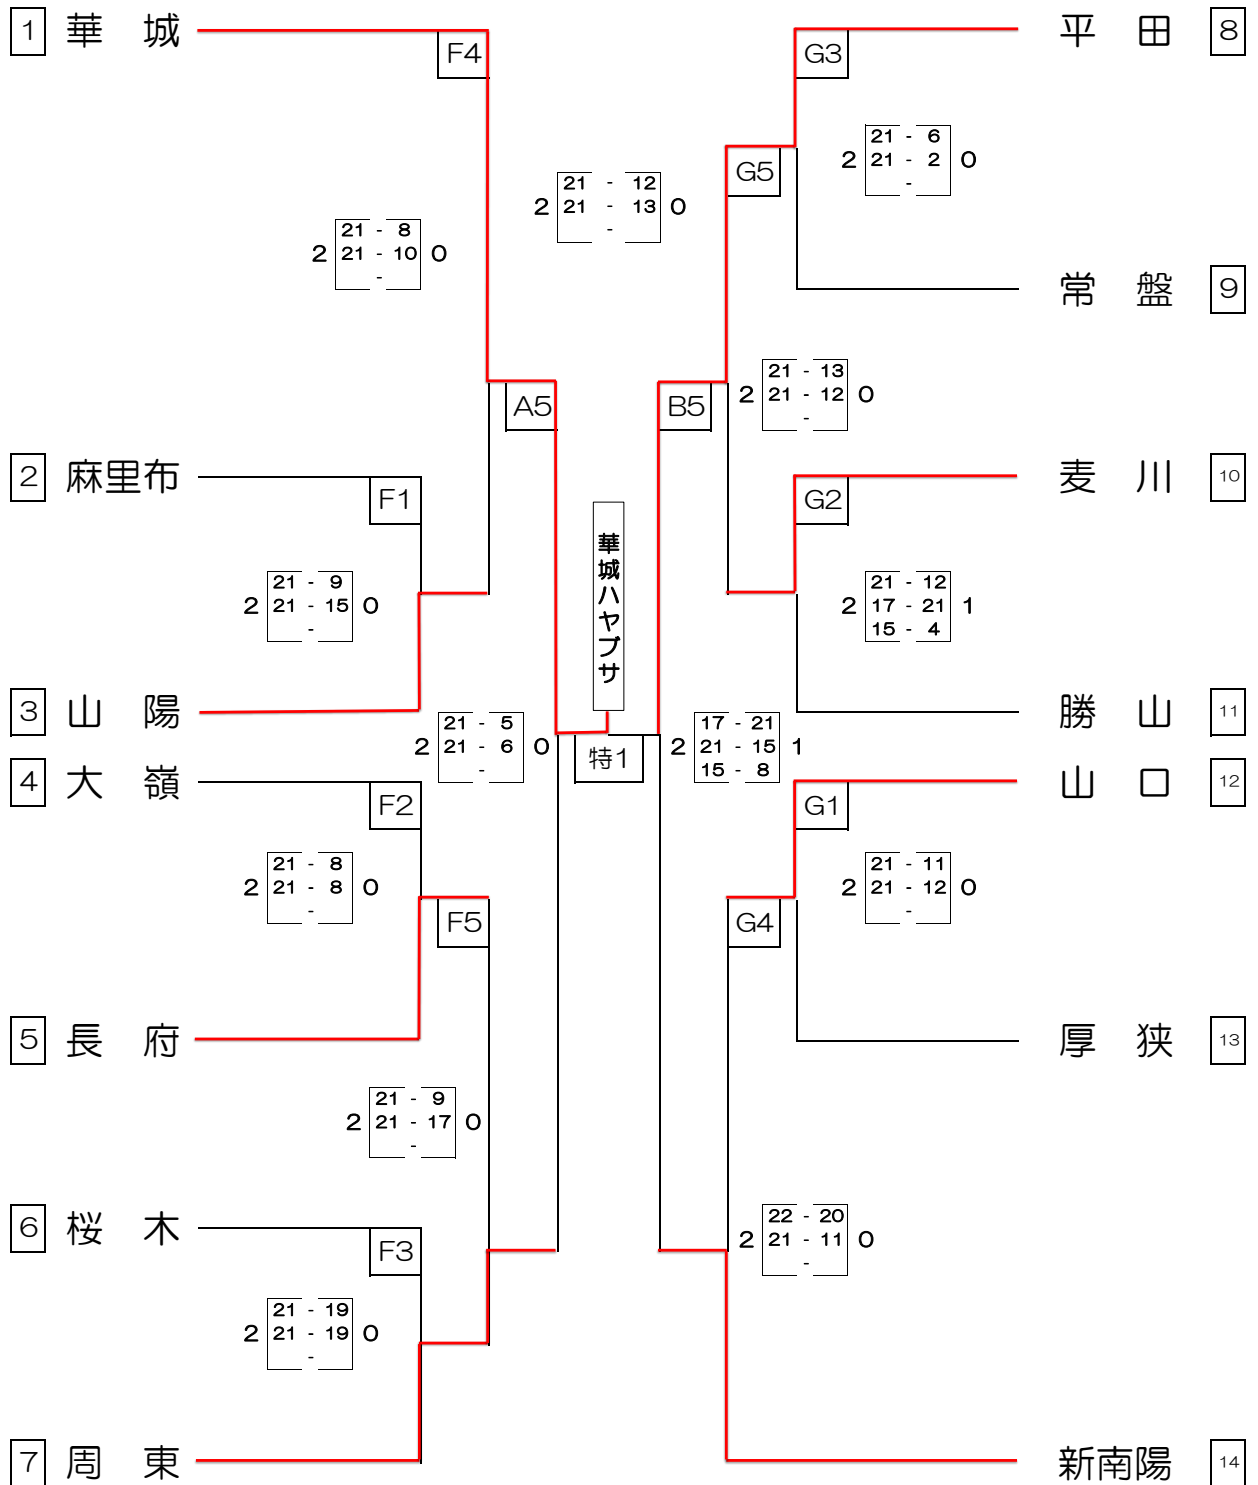 1 華 城
F4
G3
平 田 8
21 - 6
2 21 - 2 0
-
G5
21 - 12
2 21 - 13 0
-
21 - 8
2 21 - 10 0
-
常 盤 9
21 - 13
2 21 - 12 0
-
A5
B5
2 麻里布
F1
G2
麦 川 10
華城ハヤブサ
21 - 9
2 21 - 15 0
-
21 - 12
2 17 - 21 1
15 - 4
3 山 陽
勝 山 11
21 - 5
2 21 - 6 0
-
特1
17 - 21
2 21 - 15 1
15 - 8
4 大 嶺
F2
G1
山 口 12
21 - 8
2 21 - 8 0
-
21 - 11
2 21 - 12 0
-
F5
G4
5 長 府
厚 狭 13
21 - 9
2 21 - 17 0
-
6 桜 木
F3
22 - 20
2 21 - 11 0
-
21 - 19
2 21 - 19 0
-
7 周 東
新南陽 14